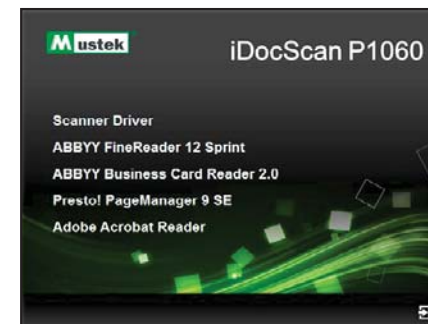 Mustek
iDocScan P1060
Scanner Driver
ABBYY FineReader 12 Sprint
ABBYY Business Card Reader 2.0
Presto! PageManager 9 SE
Adobe Acrobat Reader